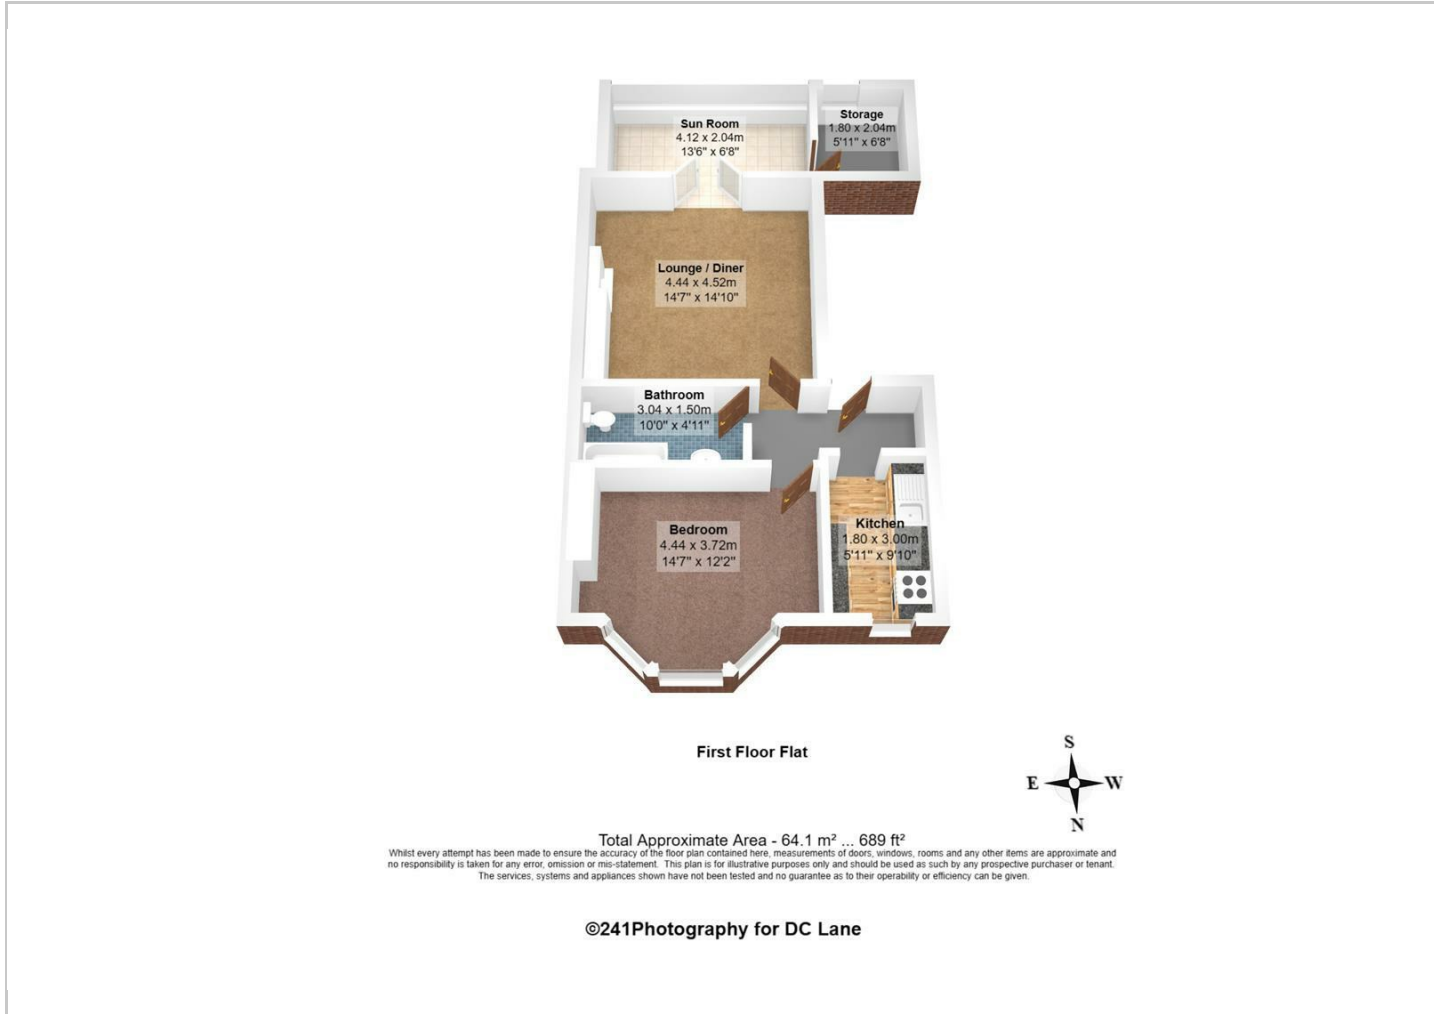 Sun Room
4.12 x 2.04m
13'6" x 6'8"
Storage
1.80 x 2.04m
5'11" x 6'8"
Lounge / Diner
4.44 x 4.52m
14'7" x 14'10"
Bathroom
3.04 x 1.50m
10'0" x 4'11"
Bedroom
4.44 x 3.72m
14'7" x 12'2"
Kitchen
1.80 x 3.00m
5'11" x 9'10"
First Floor Flat
S
E W
N
Total Approximate Area - 64.1 m² ... 689 ft²
Whilst every attempt has been made to ensure the accuracy of the floor plan contained here, measurements of doors, windows, rooms and any other items are approximate and
no responsibility is taken for any error, omission or mis-statement. This plan is for illustrative purposes only and should be used as such by any prospective purchaser or tenant.
The services, systems and appliances shown have not been tested and no guarantee as to their operability or efficiency can be given.
©241Photography for DC Lane